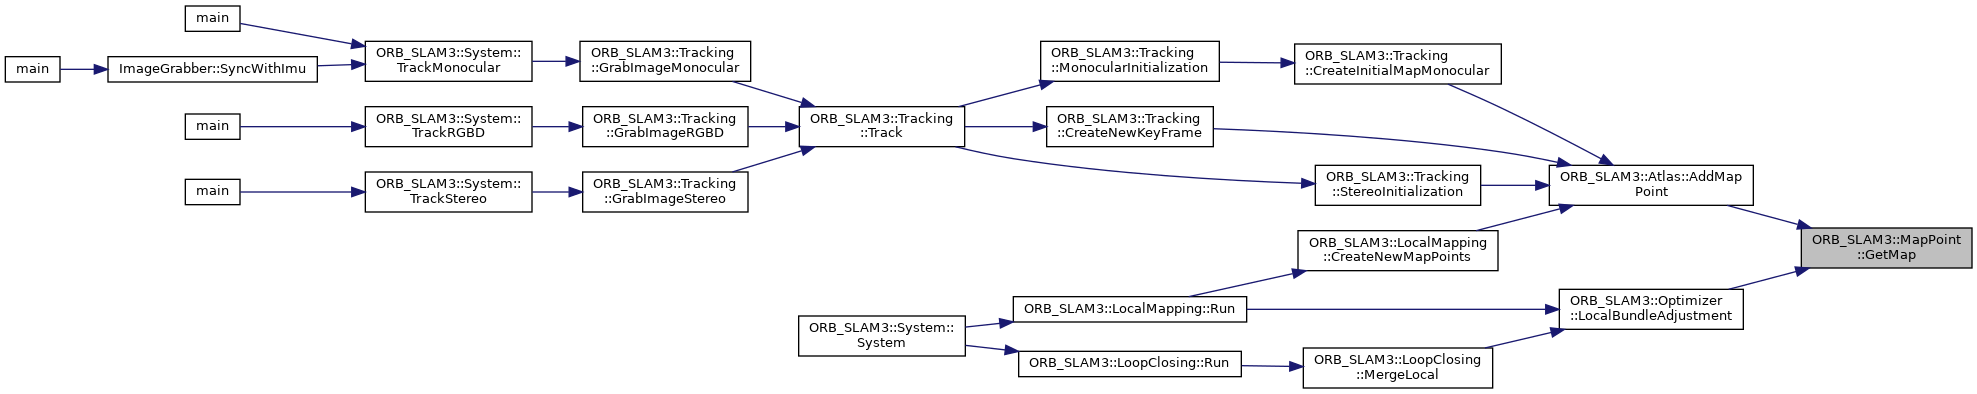 main
main
ImageGrabber::SyncWithImu
ORB_SLAM3::System::
TrackMonocular
ORB_SLAM3::Tracking
::GrabImageMonocular
main
ORB_SLAM3::System::
TrackRGBD
ORB_SLAM3::Tracking
::GrabImageRGBD
main
ORB_SLAM3::System::
TrackStereo
ORB_SLAM3::Tracking
::GrabImageStereo
ORB_SLAM3::Tracking
::Track
ORB_SLAM3::Tracking
::MonocularInitialization
ORB_SLAM3::Tracking
::CreateInitialMapMonocular
ORB_SLAM3::Tracking
::CreateNewKeyFrame
ORB_SLAM3::Tracking
::StereoInitialization
ORB_SLAM3::Atlas::AddMap
Point
ORB_SLAM3::LocalMapping
::CreateNewMapPoints
ORB_SLAM3::MapPoint
::GetMap
ORB_SLAM3::System::
System
ORB_SLAM3::LocalMapping::Run
ORB_SLAM3::Optimizer
::LocalBundleAdjustment
ORB_SLAM3::LoopClosing::Run
ORB_SLAM3::LoopClosing
::MergeLocal